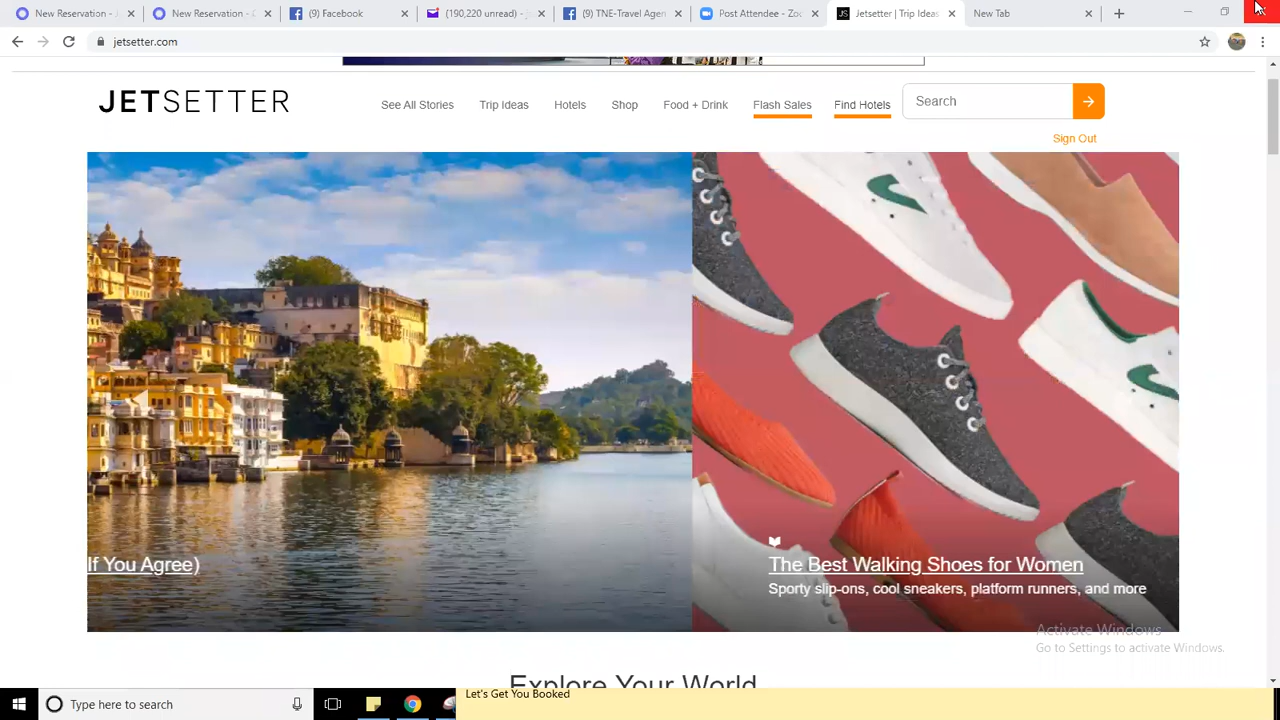 New Reservation - J
New Reservation - D
(9) Facebook
(190,220 unread) - j
(9) TNE-Travel Agen
Post Attendee - Zoo
JS Jetsetter | Trip Ideas
New Tab
jetsetter.com
JETSETTER
See All Stories
Trip Ideas
Hotels
Shop
Food + Drink
Flash Sales
Find Hotels
Search
Sign Out
If You Agree)
The Best Walking Shoes for Women
Sporty slip-ons, cool sneakers, platform runners, and more
Activate Windows
Go to Settings to activate Windows.
Explore Your World
Type here to search
Let's Get You Booked